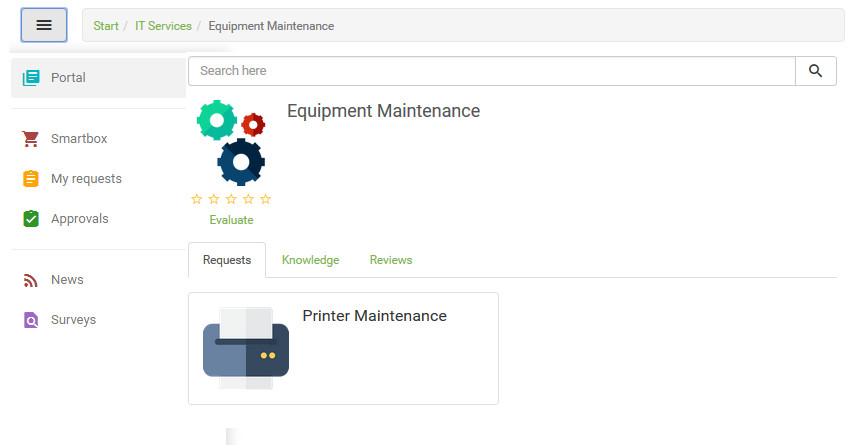 Start / IT Services / Equipment Maintenance
Portal
Smartbox
My requests
Approvals
News
Surveys
Search here
Equipment Maintenance
Evaluate
Requests Knowledge Reviews
Printer Maintenance